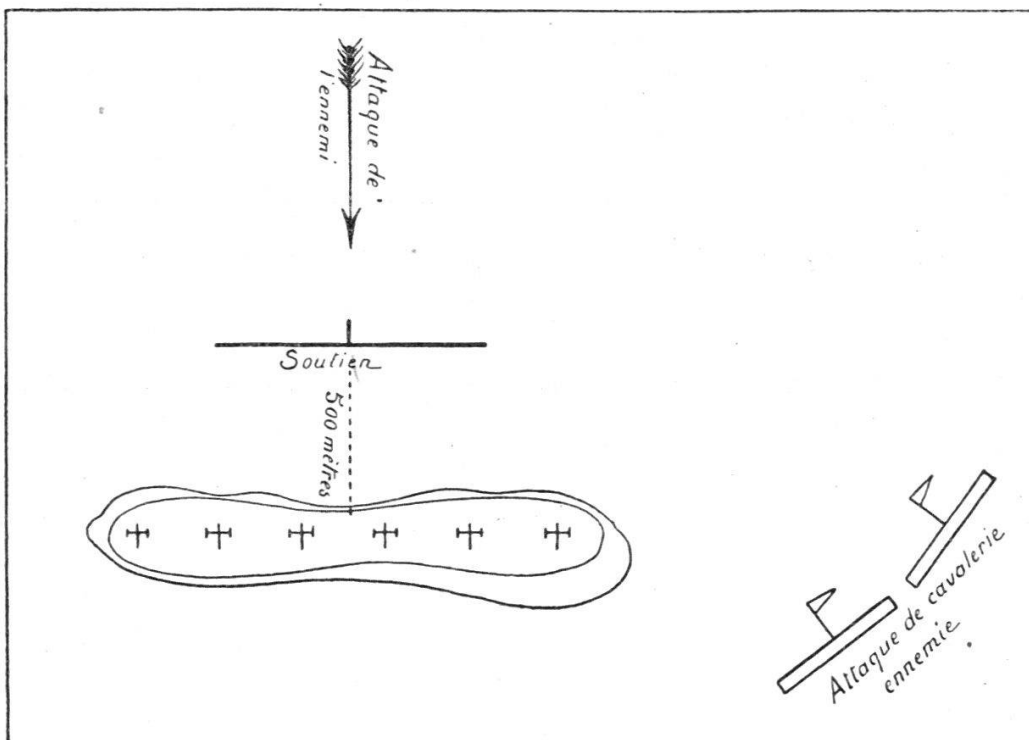 Attaque de
l'ennemi
Soutien
500 mètres
Attaque de cavalerie
ennemie